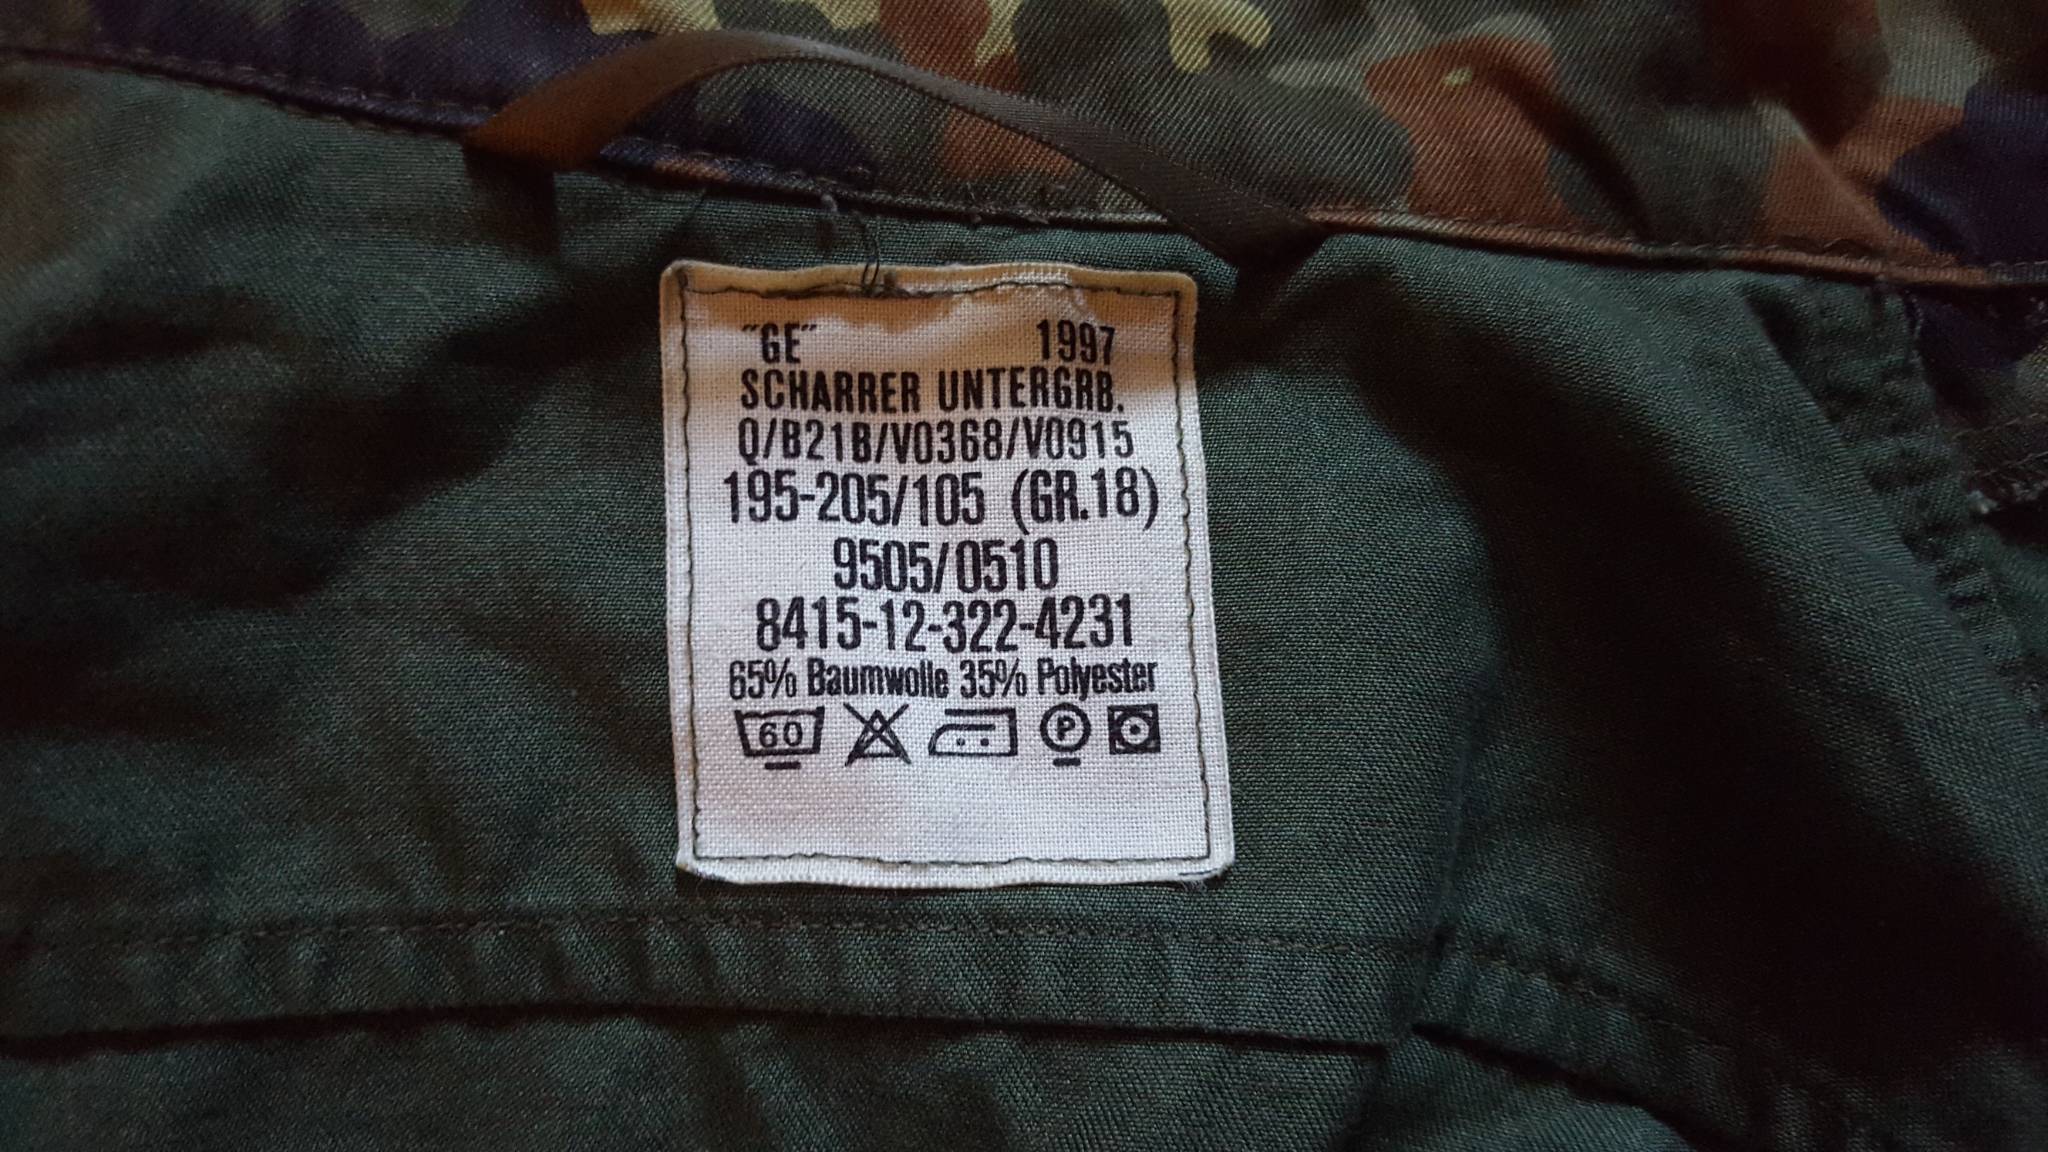 "GE" 1997
SCHARRER UNTERGRB.
Q/B21B/V0368/V0915
195-205/105 (GR.18)
9505/0510
8415-12-322-4231
65% Baumwolle 35% Polyester
60 P